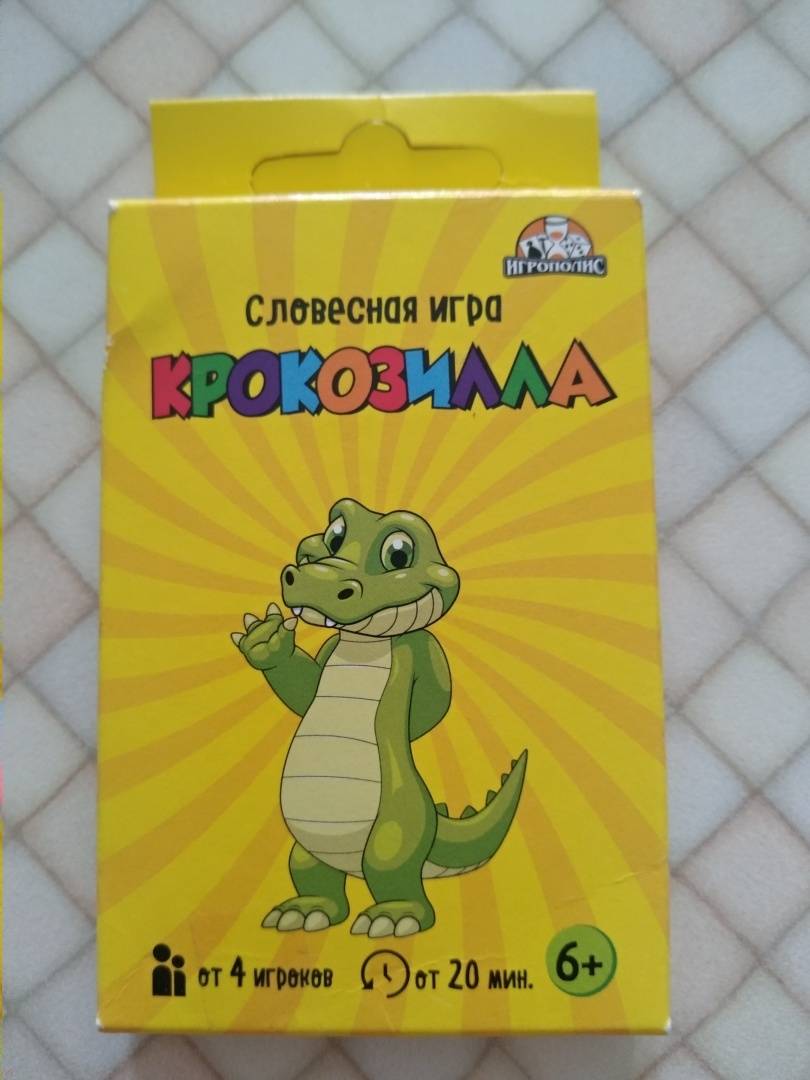 ИГРОПОЛИС
Словесная игра
КРОКОЗИЛЛА
от 4 игроков от 20 мин. 6+